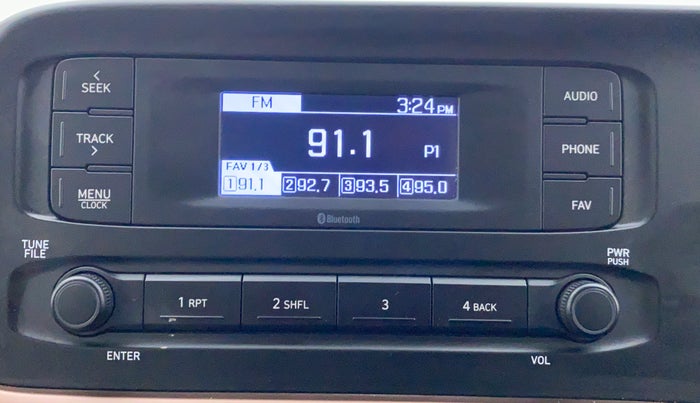 <
SEEK
TRACK
>
MENU
CLOCK
FM 3:24 PM
91.1 P1
FAV 1/3
1 91.1 2 92.7 3 93.5 4 95.0
Bluetooth
AUDIO
PHONE
FAV
TUNE
FILE
PWR
PUSH
1 RPT
2 SHFL
3
4 BACK
ENTER
VOL